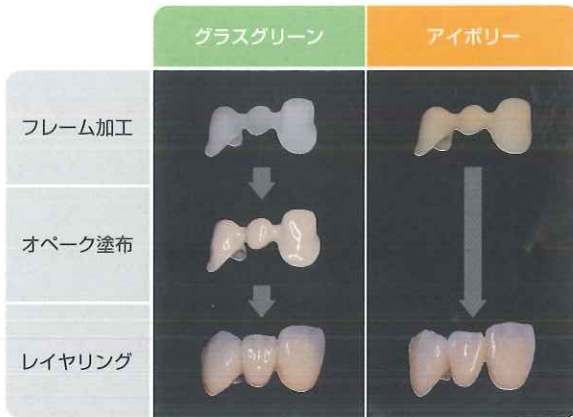 グラスグリーン
アイボリー
フレーム加工
オペーク塗布
レイヤリング